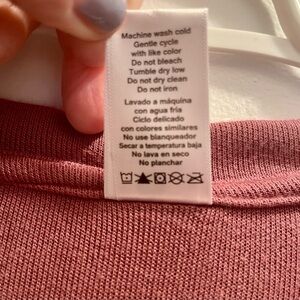 Machine wash cold
Gentle cycle
with like color
Do not bleach
Tumble dry low
Do not dry clean
Do not iron
Lavado a máquina
con agua fría
Ciclo delicado
con colores similares
No use blanqueador
Secar a temperatura baja
No lava en seco
No planchar